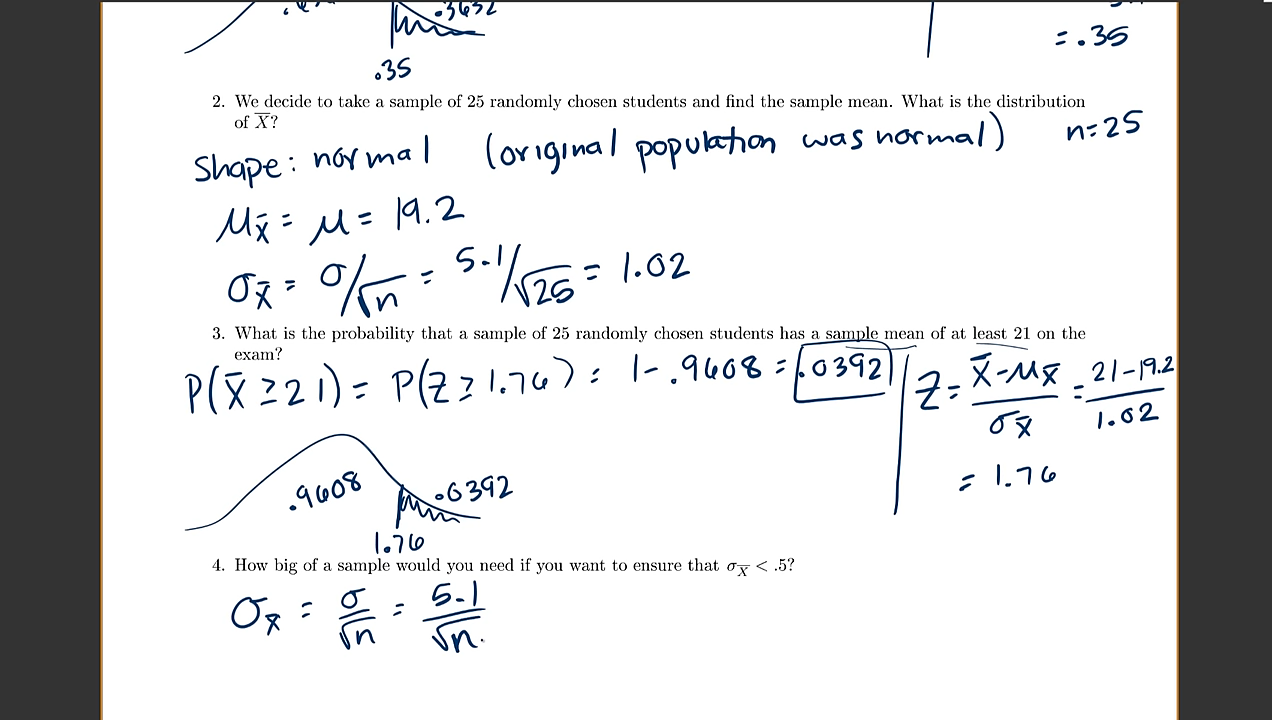 .3632
.35
= .35
2. We decide to take a sample of 25 randomly chosen students and find the sample mean. What is the distribution
of X̅?
n=25
Shape: normal (original population was normal)
μx̄ = μ = 19.2
σx̄ = σ/√n = 5.1/√25 = 1.02
3. What is the probability that a sample of 25 randomly chosen students has a sample mean of at least 21 on the
exam?
P(x̄ ≥ 21) = P(Z ≥ 1.76) = 1 - .9608 = .0392
Z = x̄ - μx̄ / σx̄ = 21 - 19.2 / 1.02
= 1.76
.9608
.0392
1.76
4. How big of a sample would you need if you want to ensure that σX̅ < .5?
σx̄ = σ/√n = 5.1/√n